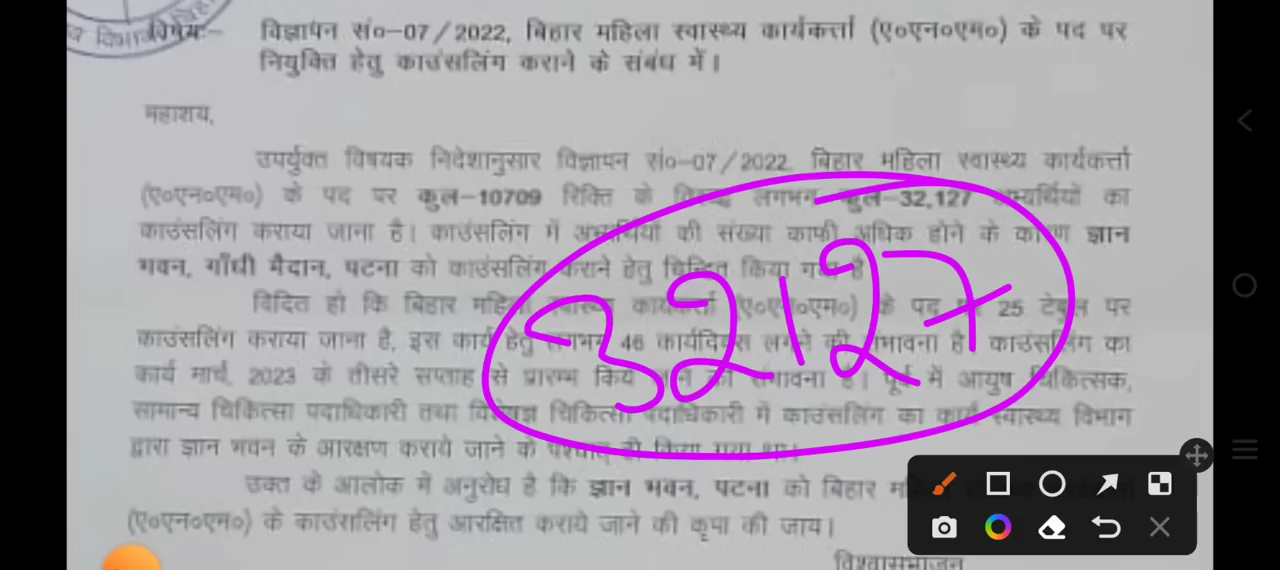 विषय:- विज्ञापन सं०-07/2022, बिहार महिला स्वास्थ्य कार्यकर्त्ता (ए०एन०एम०) के पद पर
नियुक्ति हेतु काउंसलिंग कराने के संबंध में।
महाशय,
उपर्युक्त विषयक निदेशानुसार विज्ञापन सं०-07/2022, बिहार महिला स्वास्थ्य कार्यकर्त्ता
(ए०एन०एम०) के पद पर कुल-10709 रिक्ति के विरूद्ध लगभग कुल-32,127 अभ्यर्थियों का
काउंसलिंग कराया जाना है। काउंसलिंग में अभ्यर्थियों की संख्या काफी अधिक होने के कारण ज्ञान
भवन, गाँधी मैदान, पटना को काउंसलिंग कराने हेतु चिन्हित किया गया है
विदित हो कि बिहार महिला स्वास्थ्य कार्यकर्त्ता (ए०एन०एम०) के पद पर 25 टेबुल पर
काउंसलिंग कराया जाना है, इस कार्य हेतु लगभग 46 कार्यदिवस लगने की संभावना है। काउंसलिंग का
कार्य मार्च, 2023 के तीसरे सप्ताह से प्रारम्भ किये जाने की संभावना है। पूर्व में आयुष चिकित्सक,
सामान्य चिकित्सा पदाधिकारी तथा विशेषज्ञ चिकित्सा पदाधिकारी में काउंसलिंग का कार्य स्वास्थ्य विभाग
द्वारा ज्ञान भवन के आरक्षण कराये जाने के पश्चात् ही किया गया था।
32127
उक्त के आलोक में अनुरोध है कि ज्ञान भवन, पटना को बिहार
(ए०एन०एम०) के काउंसलिंग हेतु आरक्षित कराये जाने की कृपा की जाय।
विश्वासभाजन